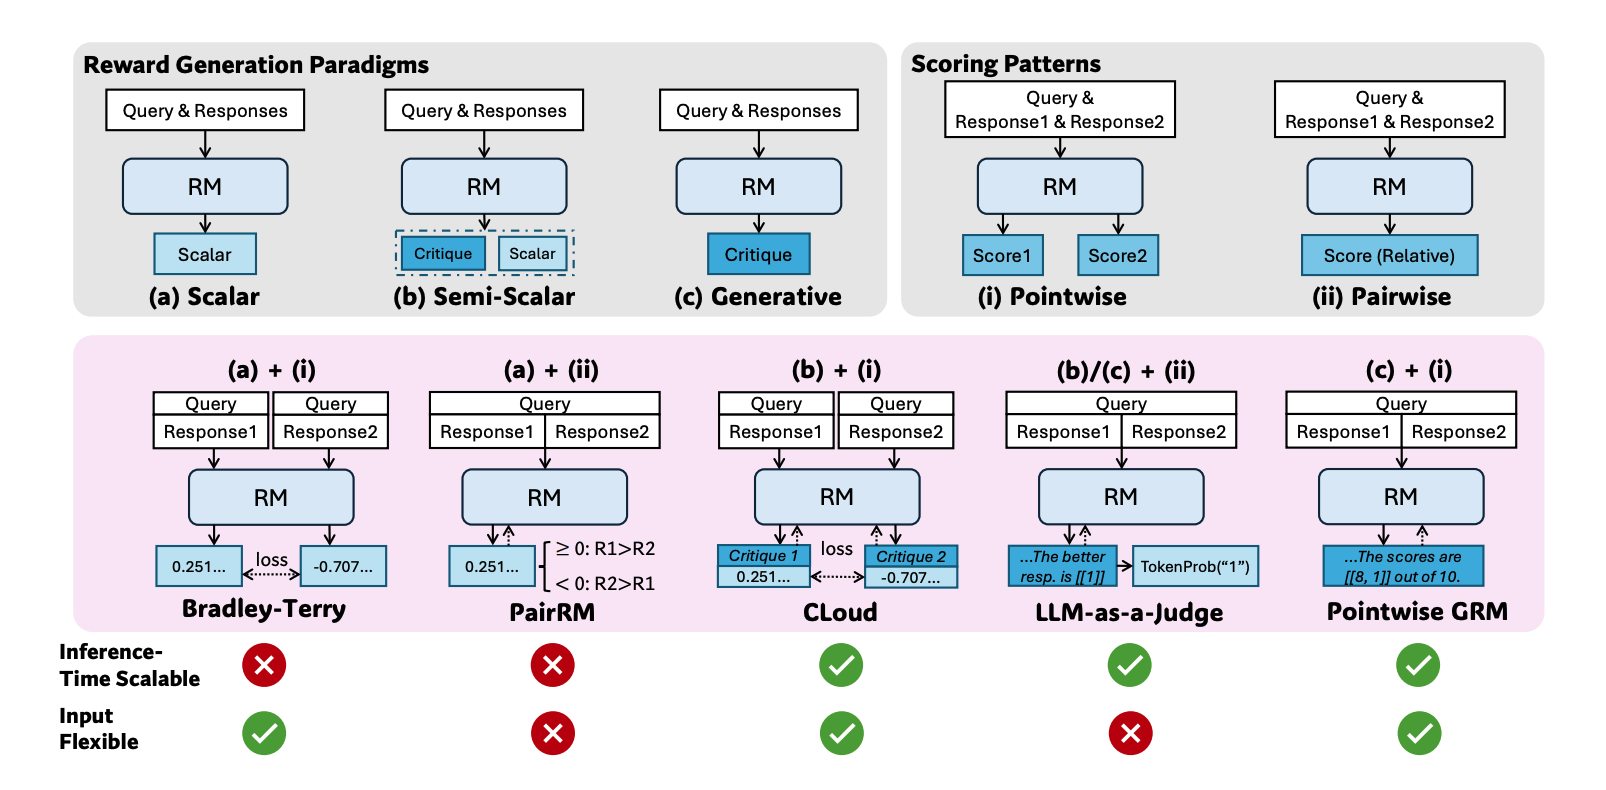 Reward Generation Paradigms
Query & Responses
RM
Scalar
(a) Scalar
Query & Responses
RM
Critique
Scalar
(b) Semi-Scalar
Query & Responses
RM
Critique
(c) Generative
Scoring Patterns
Query &
Response1 & Response2
RM
Score1
Score2
(i) Pointwise
Query &
Response1 & Response2
RM
Score (Relative)
(ii) Pairwise
(a) + (i)
Query
Query
Response1
Response2
RM
0.251...
loss
-0.707...
Bradley-Terry
(a) + (ii)
Query
Response1
Response2
RM
0.251...
≥ 0: R1>R2
< 0: R2>R1
PairRM
(b) + (i)
Query
Query
Response1
Response2
RM
Critique 1
0.251...
loss
Critique 2
-0.707...
CLoud
(b)/(c) + (ii)
Query
Response1
Response2
RM
...The better
resp. is [[1]]
TokenProb(“1”)
LLM-as-a-Judge
(c) + (i)
Query
Response1
Response2
RM
...The scores are
[[8, 1]] out of 10.
Pointwise GRM
Inference-
Time Scalable
Input
Flexible